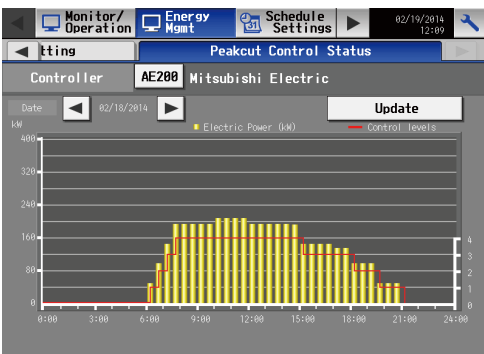 Monitor/ Operation
Energy Mgmt
Schedule Settings
02/19/2014
12:09
tting
Peakcut Control Status
Controller AE200 Mitsubishi Electric
Date 02/18/2014 Update
kW
Electric Power (kW) Control levels
400
320
240
160
80
0
4
3
2
1
0
0:00 3:00 6:00 9:00 12:00 15:00 18:00 21:00 24:00